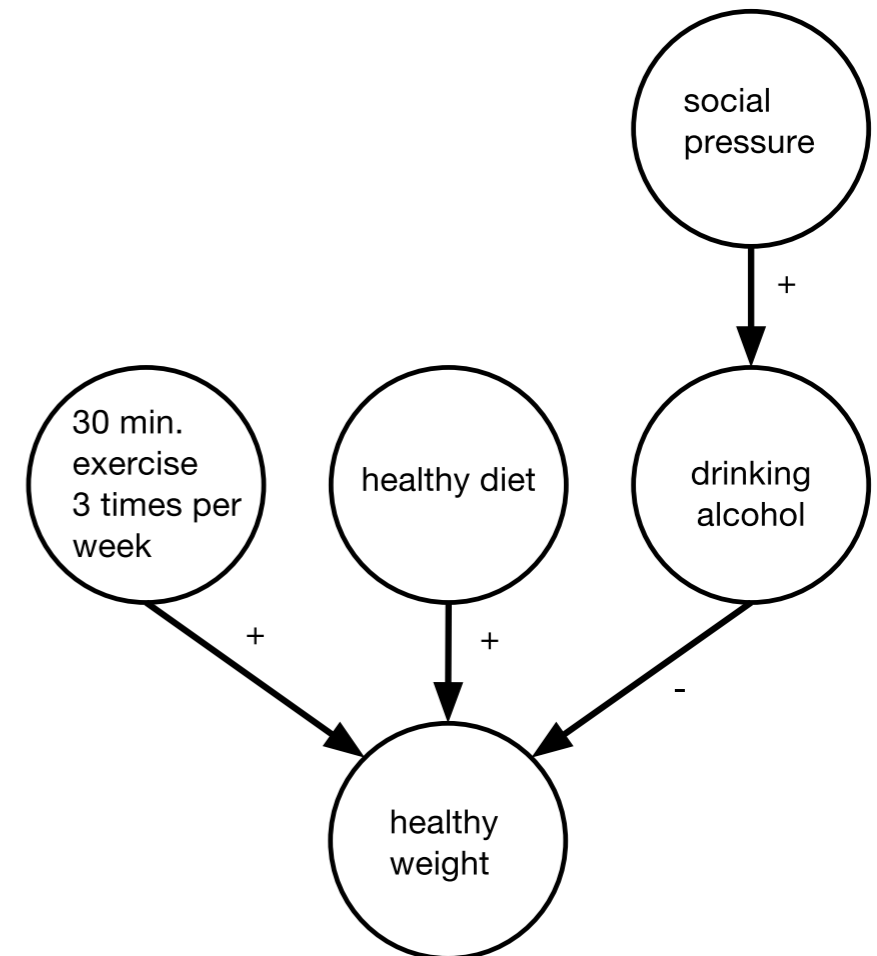 social
pressure
+
30 min.
exercise
3 times per
week
healthy diet
drinking
alcohol
+
+
-
healthy
weight